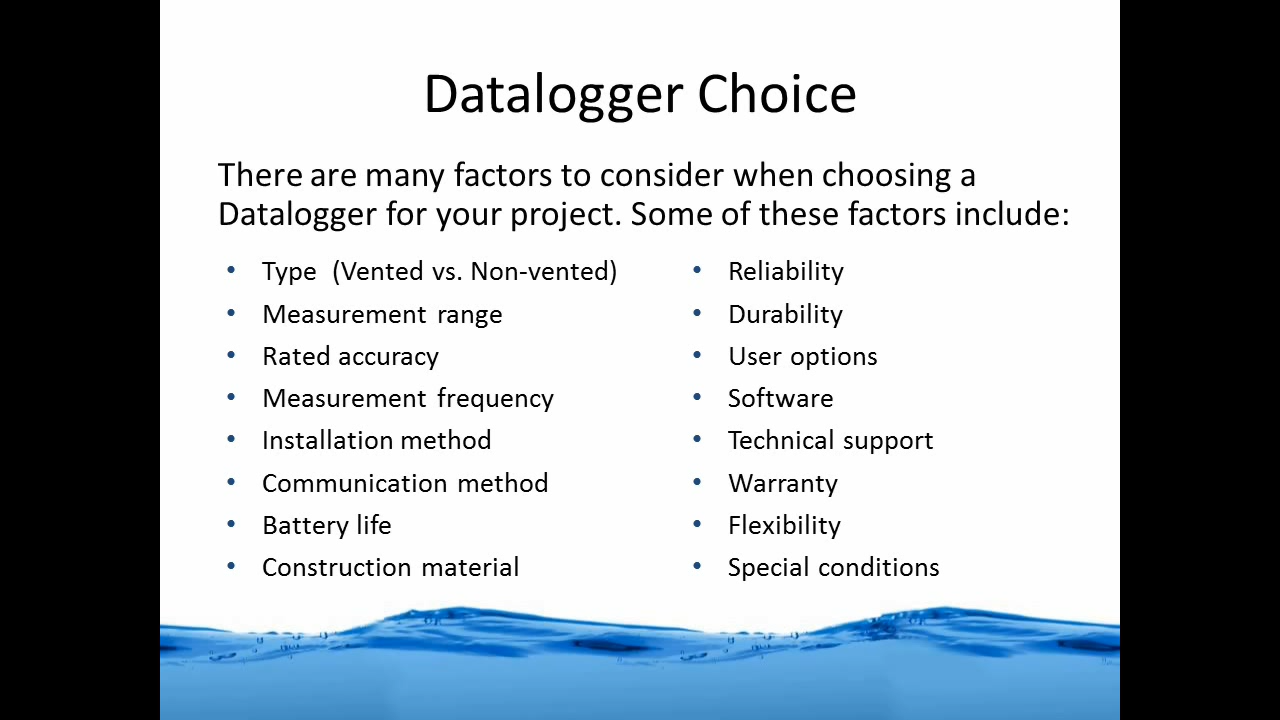 Datalogger Choice
There are many factors to consider when choosing a
Datalogger for your project. Some of these factors include:
• Type (Vented vs. Non-vented)
• Measurement range
• Rated accuracy
• Measurement frequency
• Installation method
• Communication method
• Battery life
• Construction material
• Reliability
• Durability
• User options
• Software
• Technical support
• Warranty
• Flexibility
• Special conditions